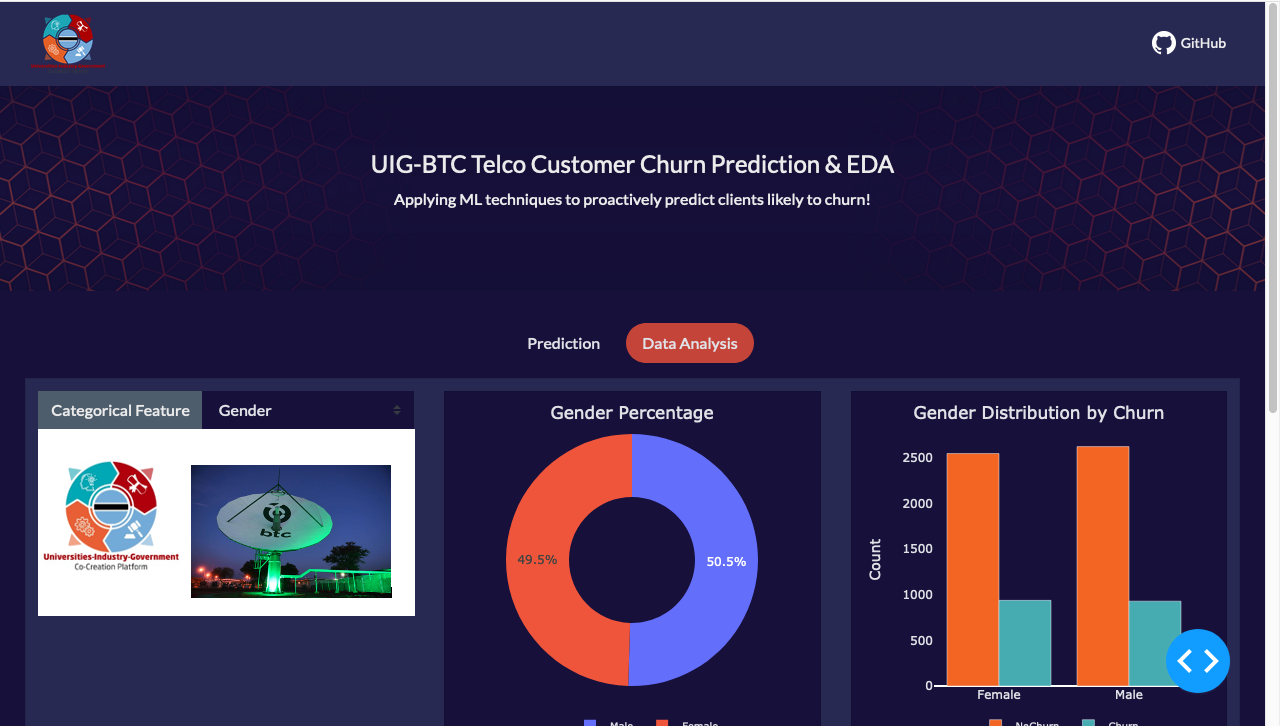 GitHub
UIG-BTC Telco Customer Churn Prediction & EDA
Applying ML techniques to proactively predict clients likely to churn!
Prediction
Data Analysis
Categorical Feature
Gender
Universities-Industry-Government
Co-Creation Platform
btc
Gender Percentage
49.5%
50.5%
Male
Female
Gender Distribution by Churn
2500
2000
1500
1000
500
0
Count
Female
Male
NoChurn
Churn